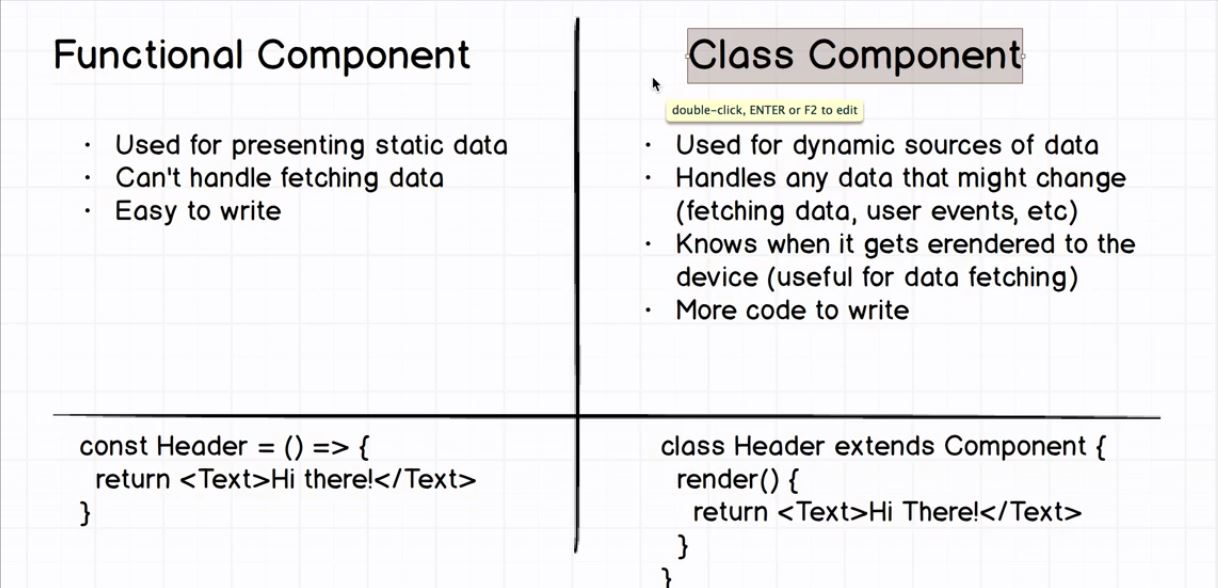 Functional Component
· Used for presenting static data
· Can't handle fetching data
· Easy to write
Class Component
double-click, ENTER or F2 to edit
· Used for dynamic sources of data
· Handles any data that might change
(fetching data, user events, etc)
· Knows when it gets erendered to the
device (useful for data fetching)
· More code to write
const Header = () => {
return <Text>Hi there!</Text>
}
class Header extends Component {
render() {
return <Text>Hi There!</Text>
}
}